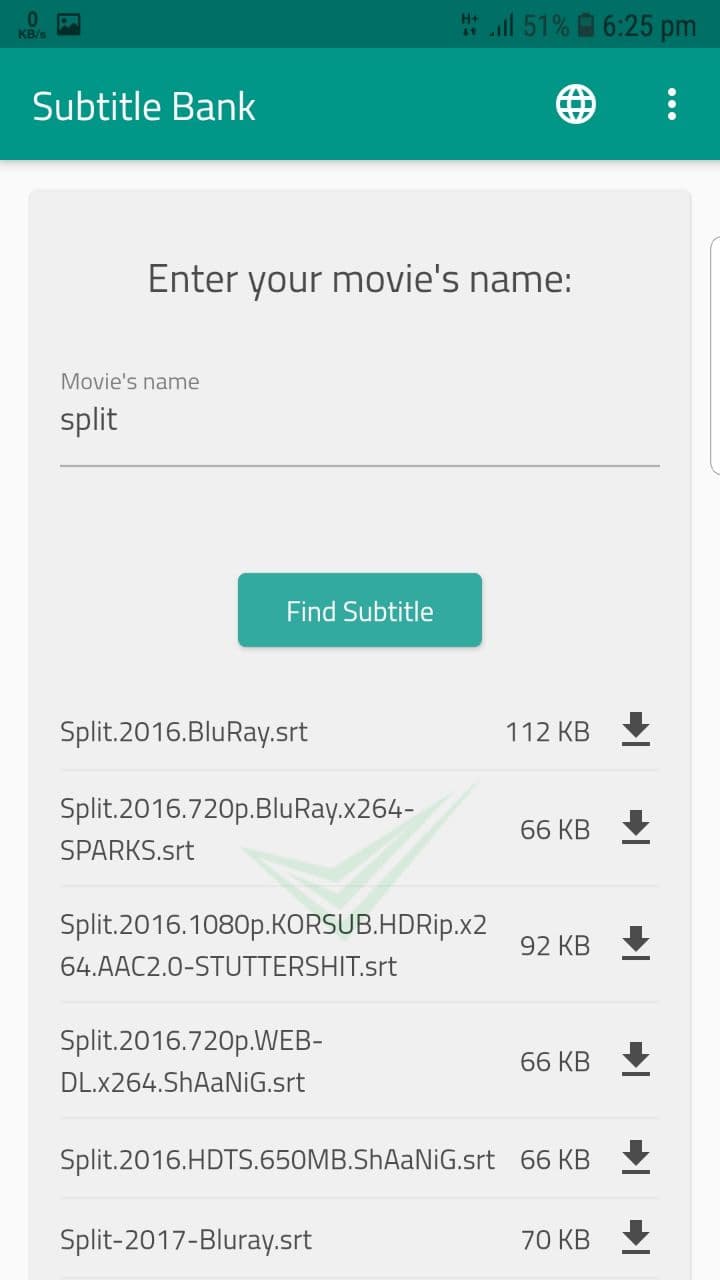 0
KB/s
H+ 51% 6:25 pm
Subtitle Bank
Enter your movie's name:
Movie's name
split
Find Subtitle
Split.2016.BluRay.srt 112 KB
Split.2016.720p.BluRay.x264-
SPARKS.srt 66 KB
Split.2016.1080p.KORSUB.HDRip.x2
64.AAC2.0-STUTTERSHIT.srt 92 KB
Split.2016.720p.WEB-
DL.x264.ShAaNiG.srt 66 KB
Split.2016.HDTS.650MB.ShAaNiG.srt 66 KB
Split-2017-Bluray.srt 70 KB